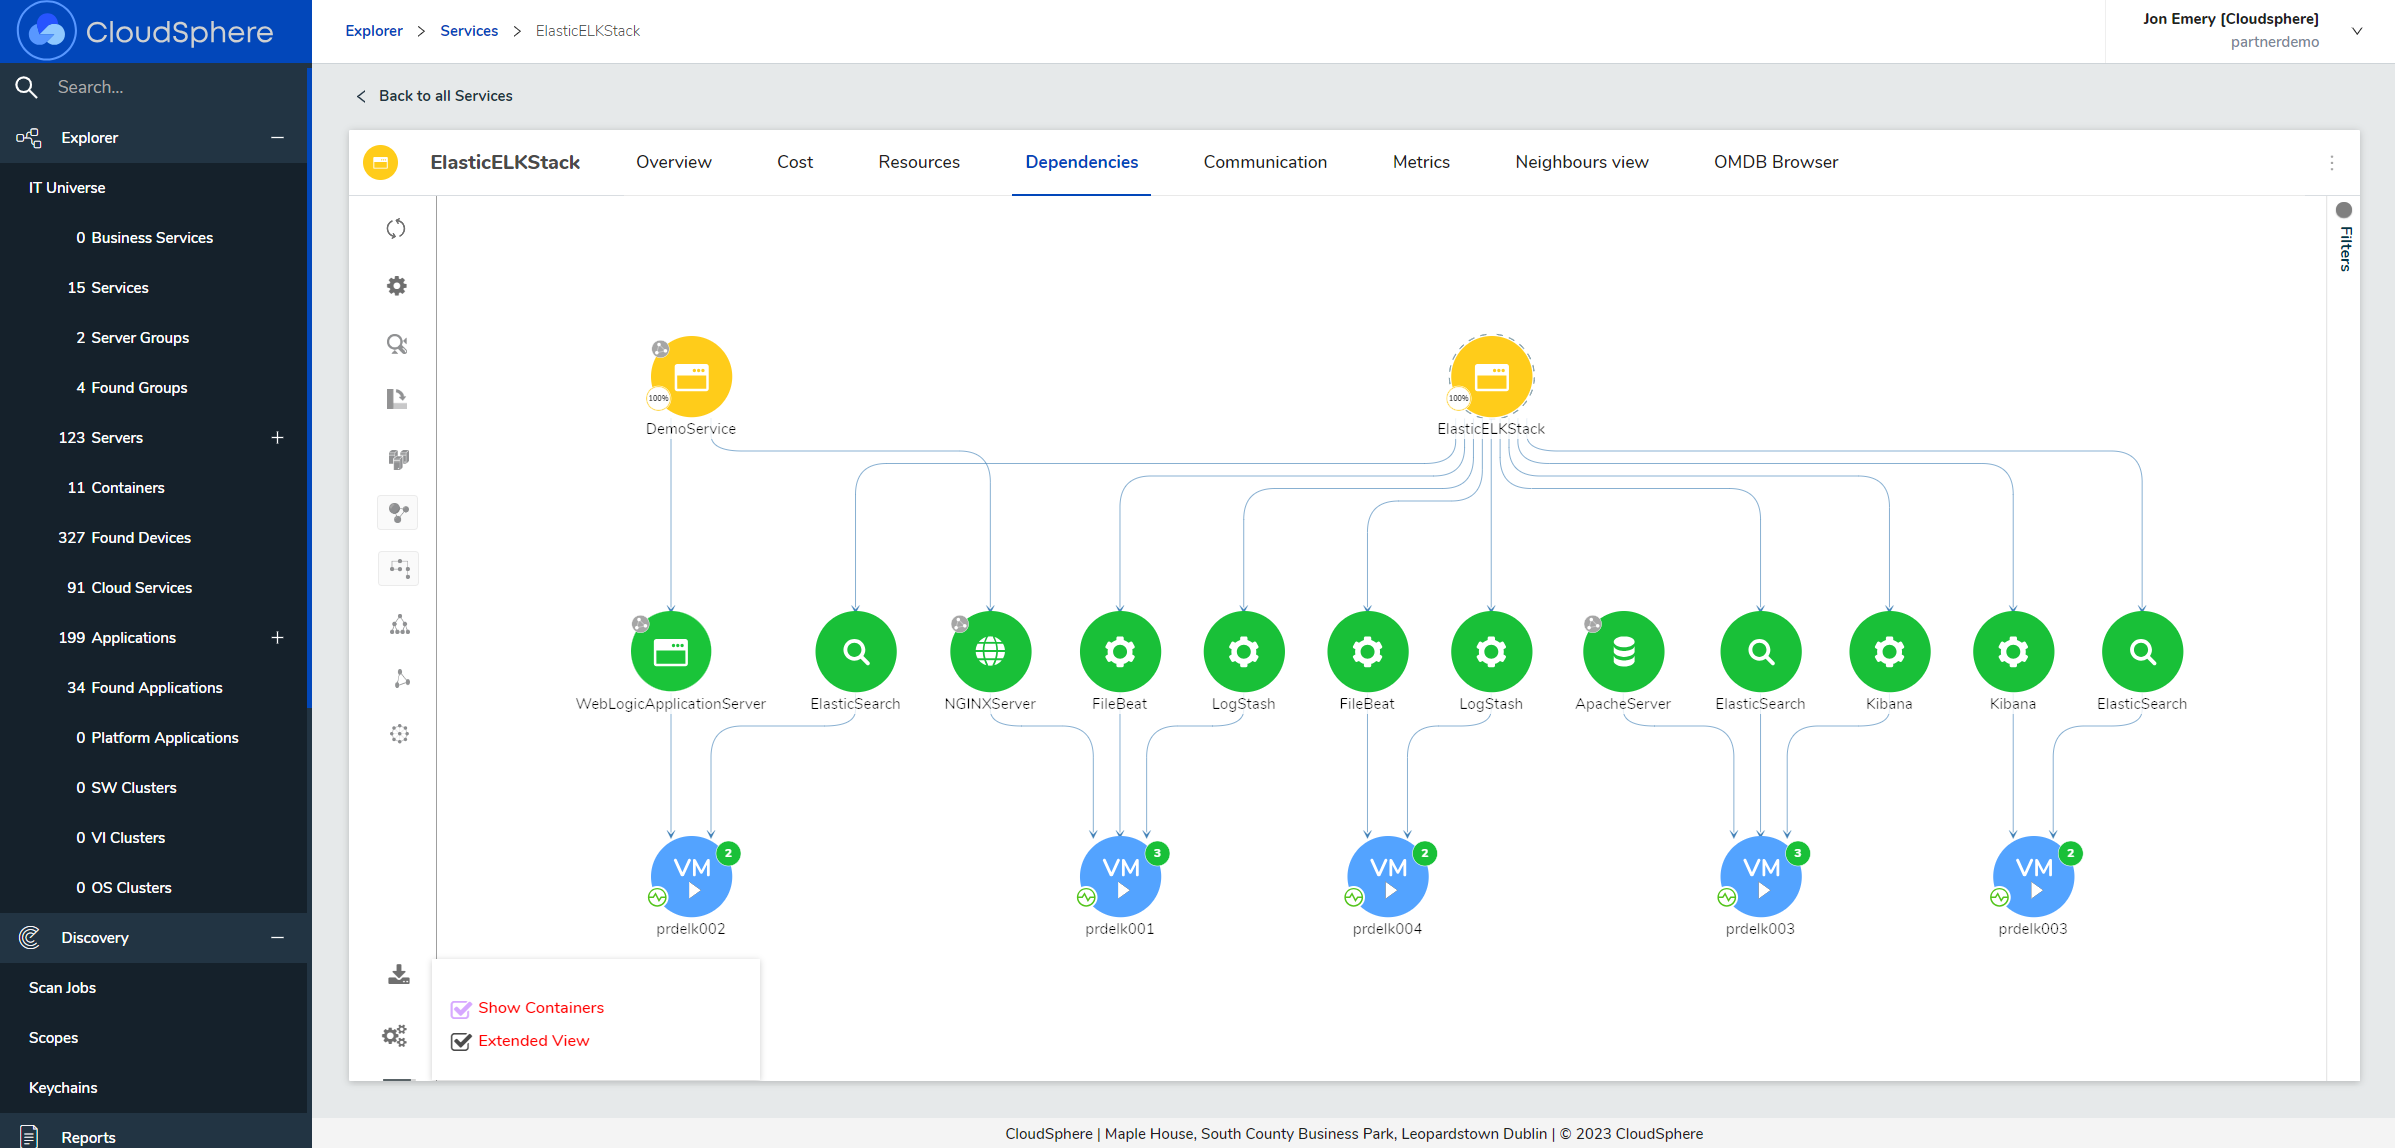 CloudSphere
Explorer > Services > ElasticELKStack
Jon Emery [Cloudsphere]
partnerdemo
Search...
Explorer
IT Universe
0 Business Services
15 Services
2 Server Groups
4 Found Groups
123 Servers
11 Containers
327 Found Devices
91 Cloud Services
199 Applications
34 Found Applications
0 Platform Applications
0 SW Clusters
0 VI Clusters
0 OS Clusters
Discovery
Scan Jobs
Scopes
Keychains
Reports
Back to all Services
ElasticELKStack Overview Cost Resources Dependencies Communication Metrics Neighbours view OMDB Browser
Filters
100% 100%
DemoService ElasticELKStack
WebLogicApplicationServer ElasticSearch NGINXServer FileBeat LogStash FileBeat LogStash ApacheServer ElasticSearch Kibana Kibana ElasticSearch
VM 2 VM 3 VM 2 VM 3 VM 2
prdelk002 prdelk001 prdelk004 prdelk003 prdelk003
Show Containers
Extended View
CloudSphere | Maple House, South County Business Park, Leopardstown Dublin | © 2023 CloudSphere